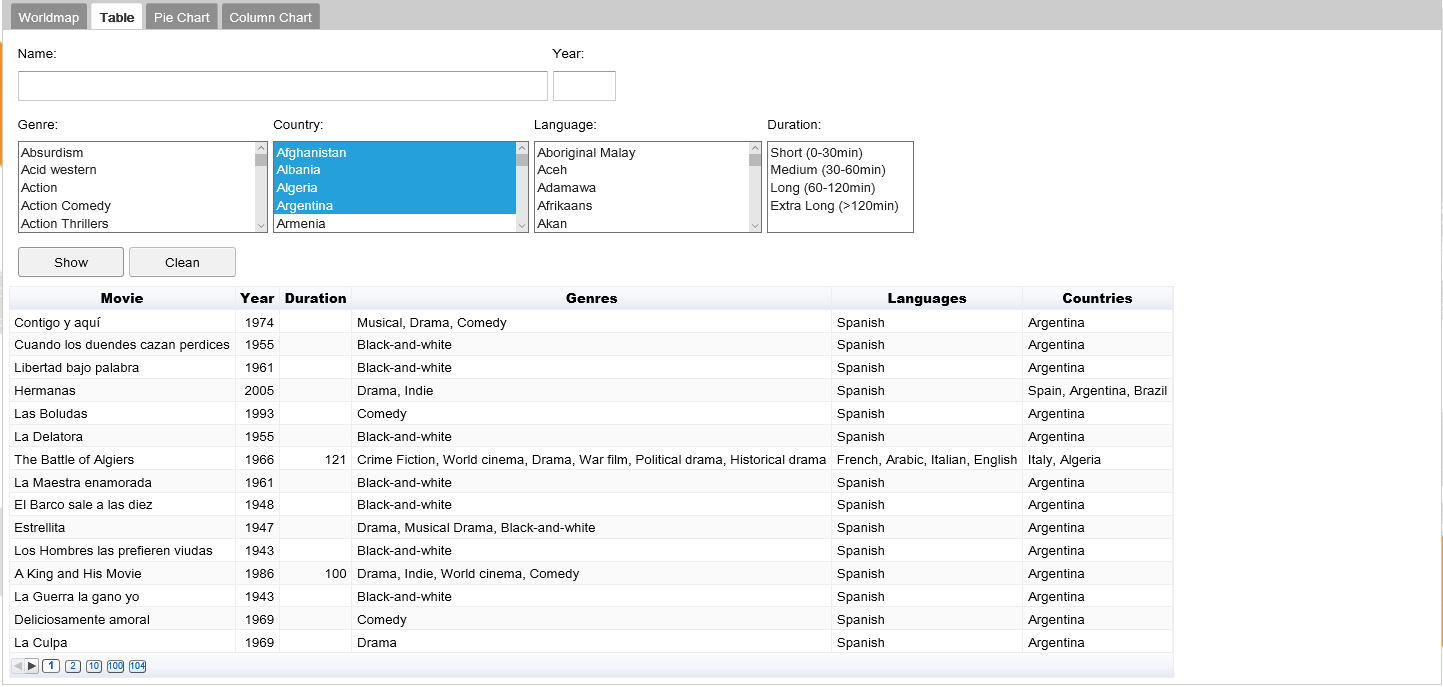 Worldmap Table Pie Chart Column Chart
Name: Year:
Genre: Country: Language: Duration:
Absurdism Afghanistan Aboriginal Malay Short (0-30min)
Acid western Albania Aceh Medium (30-60min)
Action Algeria Adamawa Long (60-120min)
Action Comedy Argentina Afrikaans Extra Long (>120min)
Action Thrillers Armenia Akan
Show Clean
Movie Year Duration Genres Languages Countries
Contigo y aquí 1974 Musical, Drama, Comedy Spanish Argentina
Cuando los duendes cazan perdices 1955 Black-and-white Spanish Argentina
Libertad bajo palabra 1961 Black-and-white Spanish Argentina
Hermanas 2005 Drama, Indie Spanish Spain, Argentina, Brazil
Las Boludas 1993 Comedy Spanish Argentina
La Delatora 1955 Black-and-white Spanish Argentina
The Battle of Algiers 1966 121 Crime Fiction, World cinema, Drama, War film, Political drama, Historical drama French, Arabic, Italian, English Italy, Algeria
La Maestra enamorada 1961 Black-and-white Spanish Argentina
El Barco sale a las diez 1948 Black-and-white Spanish Argentina
Estrellita 1947 Drama, Musical Drama, Black-and-white Spanish Argentina
Los Hombres las prefieren viudas 1943 Black-and-white Spanish Argentina
A King and His Movie 1986 100 Drama, Indie, World cinema, Comedy Spanish Argentina
La Guerra la gano yo 1943 Black-and-white Spanish Argentina
Deliciosamente amoral 1969 Comedy Spanish Argentina
La Culpa 1969 Drama Spanish Argentina
1 2 10 100 104